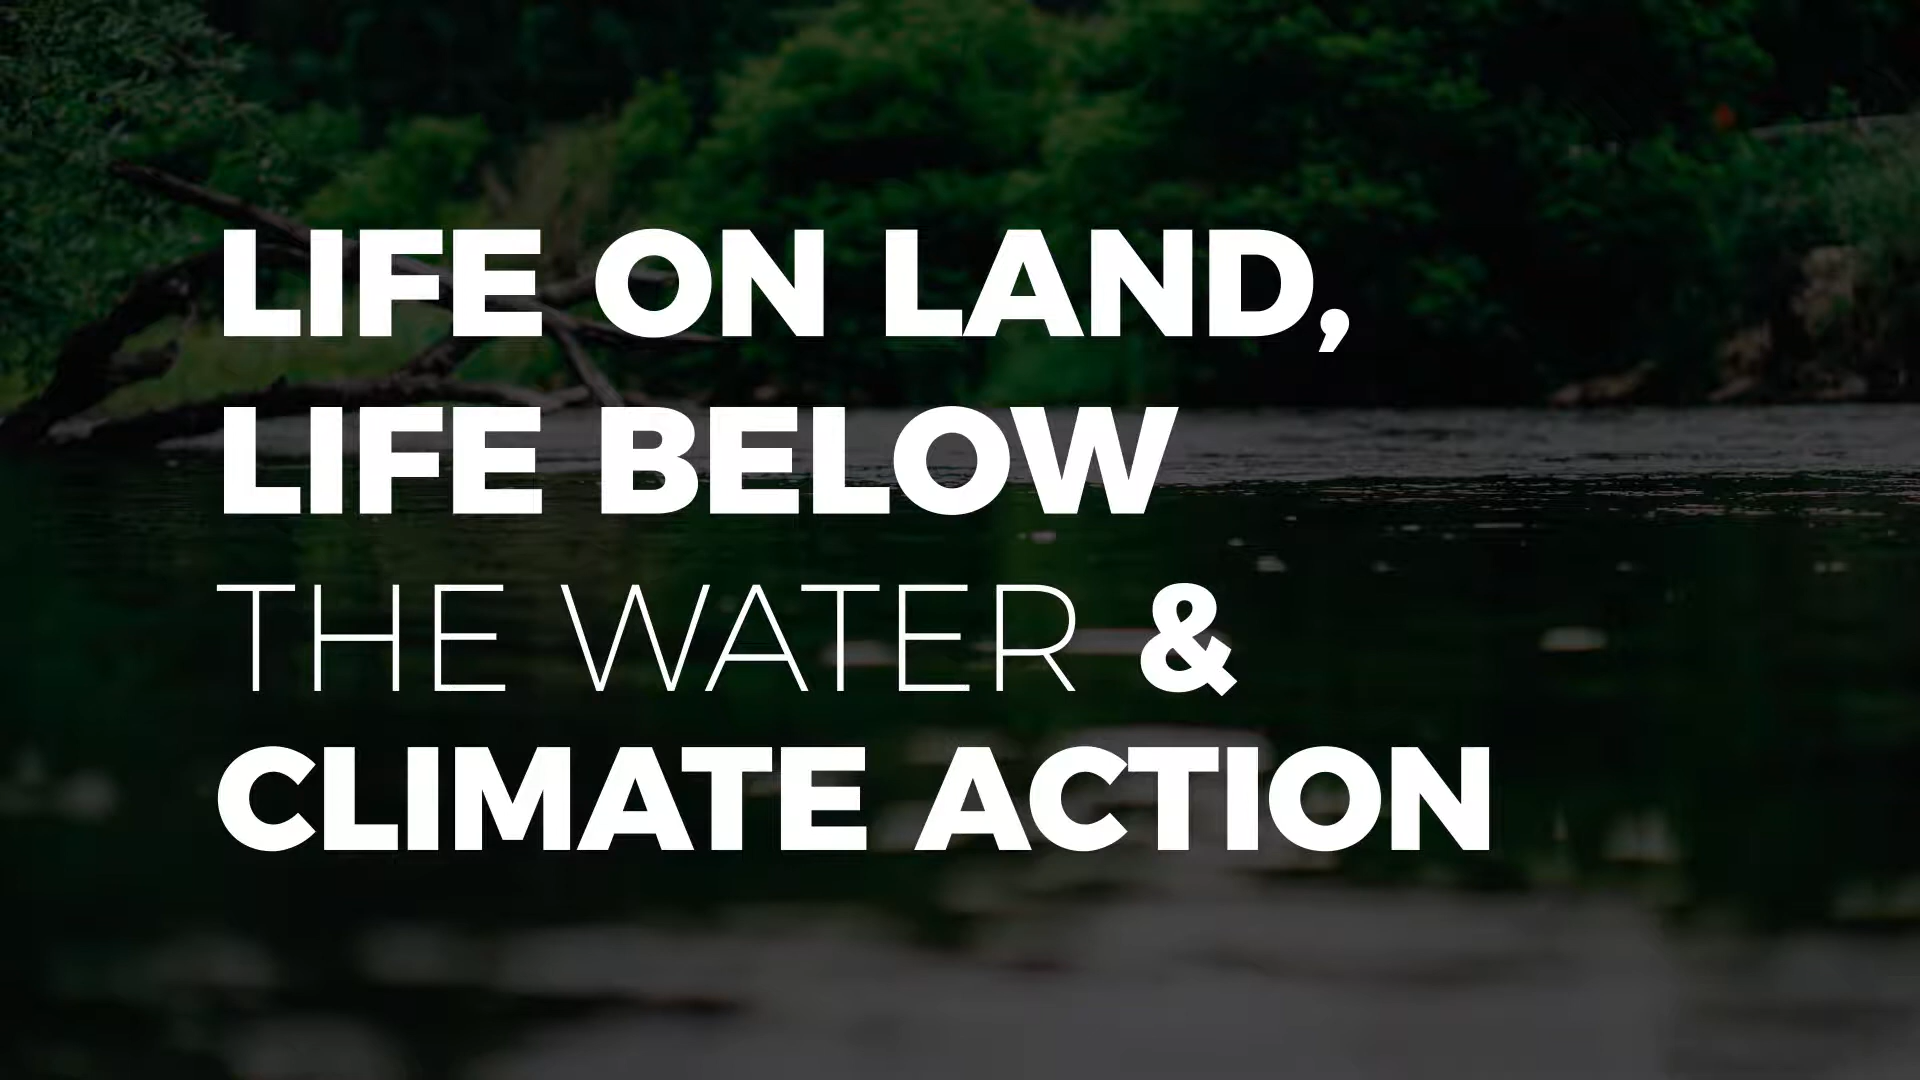 LIFE ON LAND,
LIFE BELOW
THE WATER &
CLIMATE ACTION